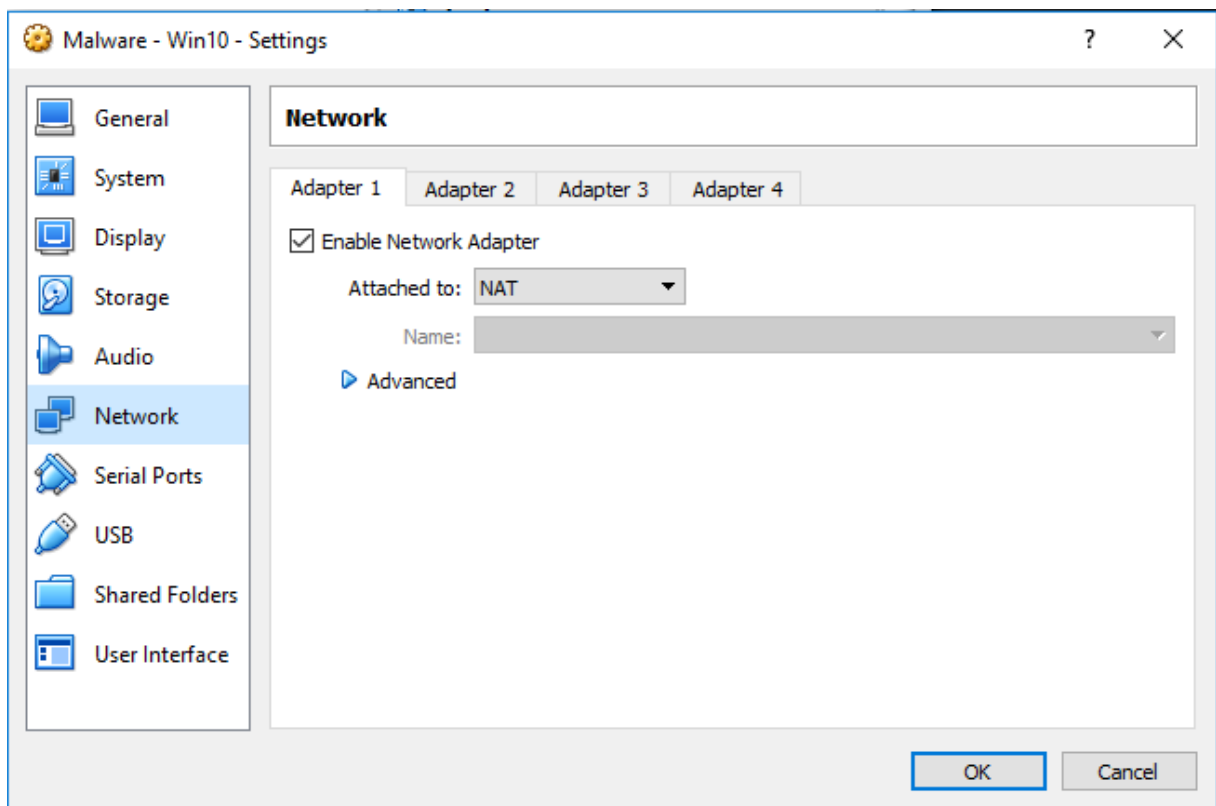 Malware - Win10 - Settings ?
General
System
Display
Storage
Audio
Network
Serial Ports
USB
Shared Folders
User Interface
Network
Adapter 1 Adapter 2 Adapter 3 Adapter 4
Enable Network Adapter
Attached to: NAT
Name:
Advanced
OK Cancel